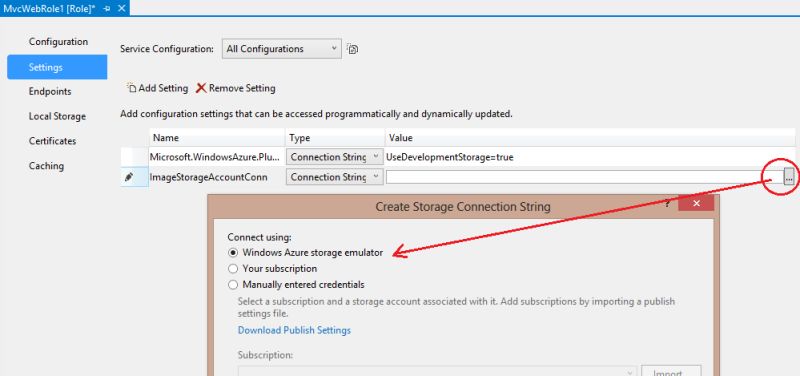 MvcWebRole1 [Role]*
Configuration
Service Configuration: All Configurations
Settings
Endpoints
Add Setting Remove Setting
Local Storage
Add configuration settings that can be accessed programmatically and dynamically updated.
Certificates
Name Type Value
Caching
Microsoft.WindowsAzure.Plu... Connection String UseDevelopmentStorage=true
ImageStorageAccountConn Connection String ...
Create Storage Connection String ?
Connect using:
Windows Azure storage emulator
Your subscription
Manually entered credentials
Select a subscription and a storage account associated with it. Add subscriptions by importing a publish
settings file.
Download Publish Settings
Subscription:
Import...